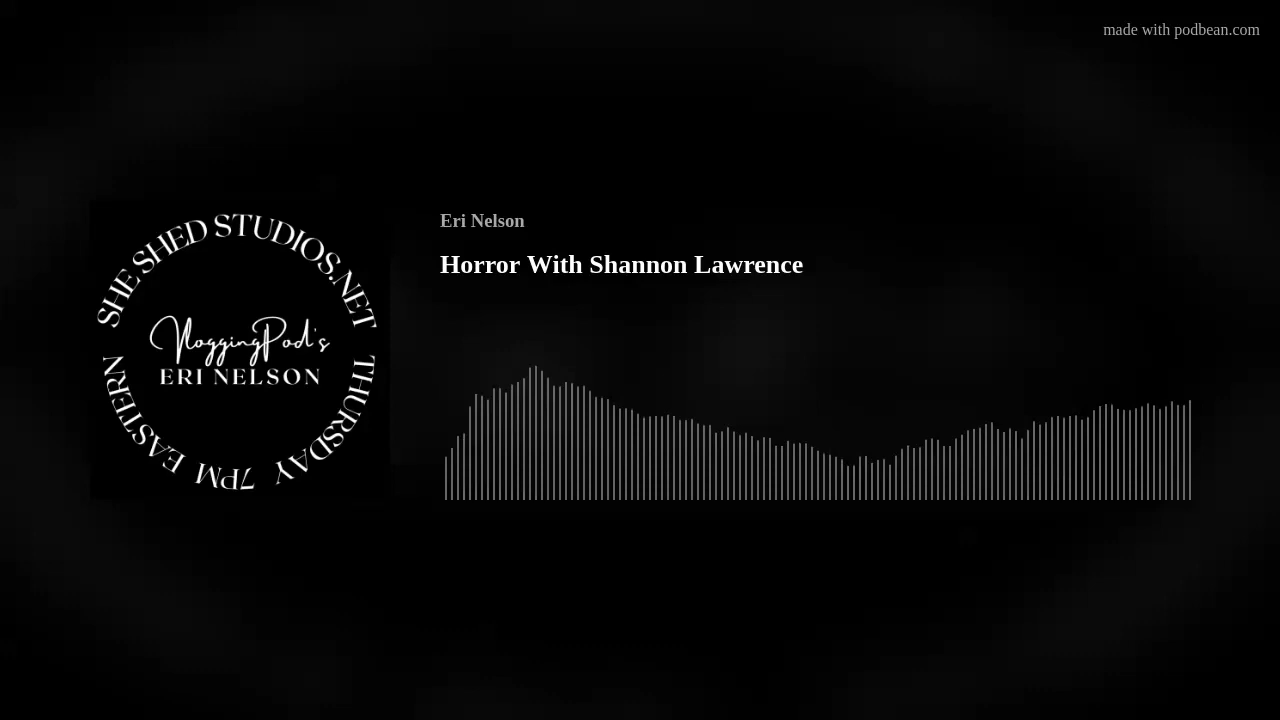 made with podbean.com
SHE SHED STUDIOS.NET
VloggingPod's
ERI NELSON
THURSDAY 7PM EASTERN
Eri Nelson
Horror With Shannon Lawrence